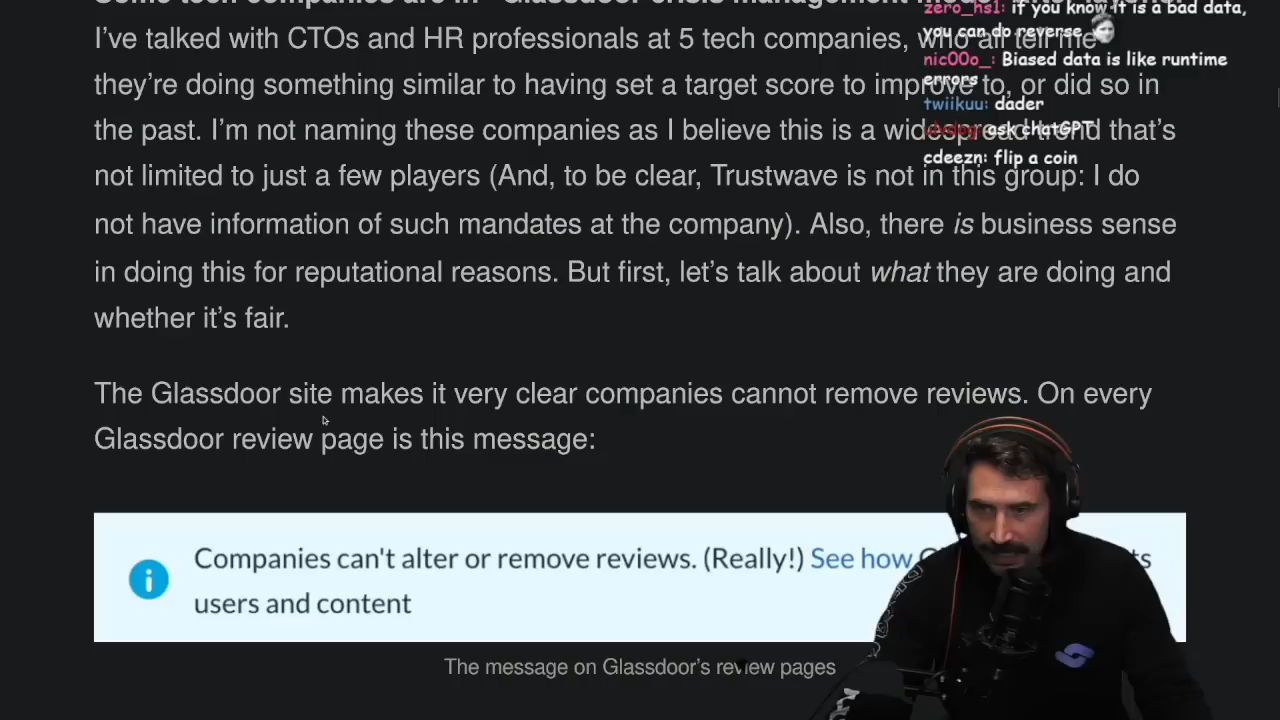 I've talked with CTOs and HR professionals at 5 tech companies, who all tell me
they're doing something similar to having set a target score to improve to, or did so in
the past. I'm not naming these companies as I believe this is a widespread trend that's
not limited to just a few players (And, to be clear, Trustwave is not in this group: I do
not have information of such mandates at the company). Also, there is business sense
in doing this for reputational reasons. But first, let's talk about what they are doing and
whether it's fair.
The Glassdoor site makes it very clear companies cannot remove reviews. On every
Glassdoor review page is this message:
Companies can't alter or remove reviews. (Really!) See how
users and content
The message on Glassdoor's review pages
zero_hs1: if you know it is a bad data,
you can do reverse
nic00o_: Biased data is like runtime
errors
twiikuu: dader
ask chatGPT
cdeezn: flip a coin